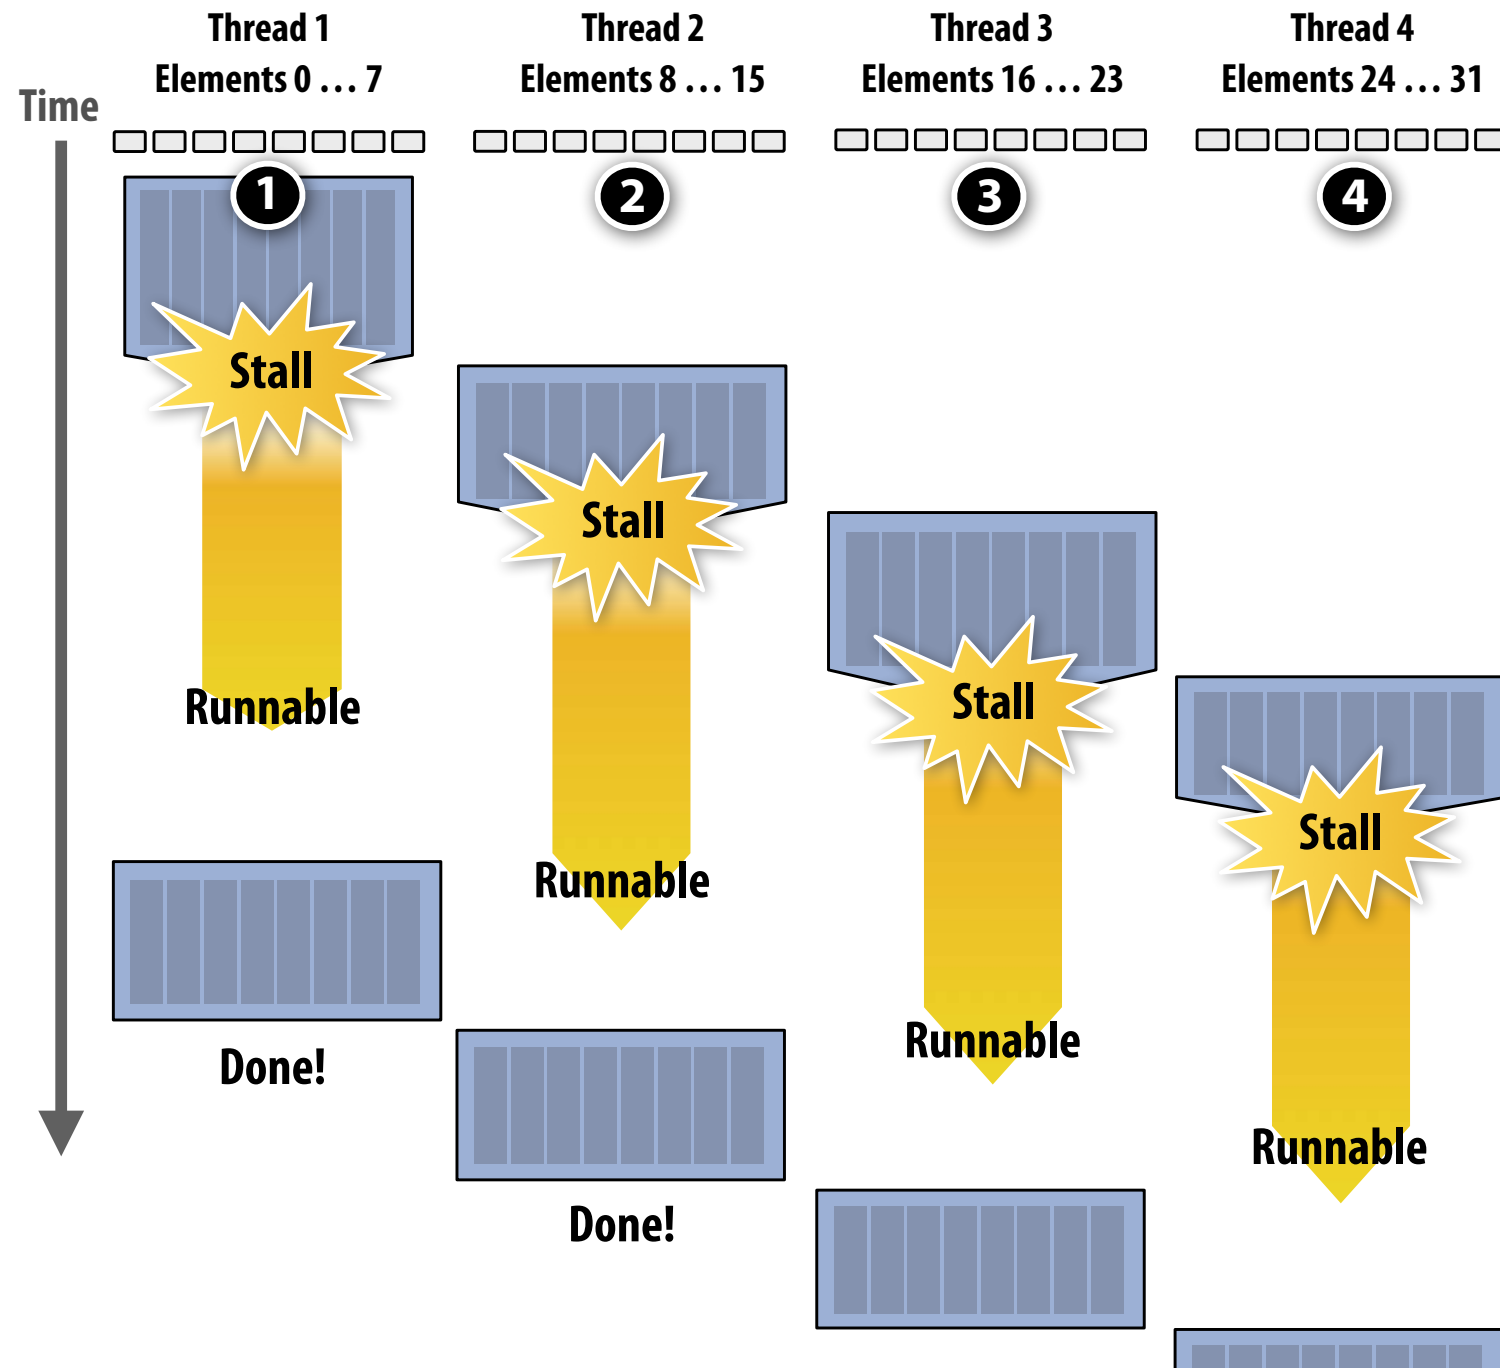 Thread 1
Elements 0 … 7
Thread 2
Elements 8 … 15
Thread 3
Elements 16 … 23
Thread 4
Elements 24 … 31
Time
1
2
3
4
Stall
Stall
Stall
Stall
Runnable
Runnable
Runnable
Runnable
Done!
Done!